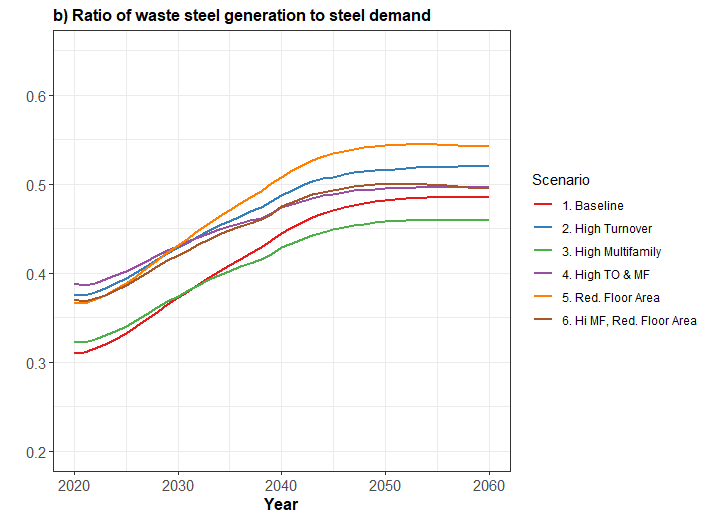 b) Ratio of waste steel generation to steel demand
0.6
0.5
0.4
0.3
0.2
2020
2030
2040
2050
2060
Year
Scenario
1. Baseline
2. High Turnover
3. High Multifamily
4. High TO & MF
5. Red. Floor Area
6. Hi MF, Red. Floor Area